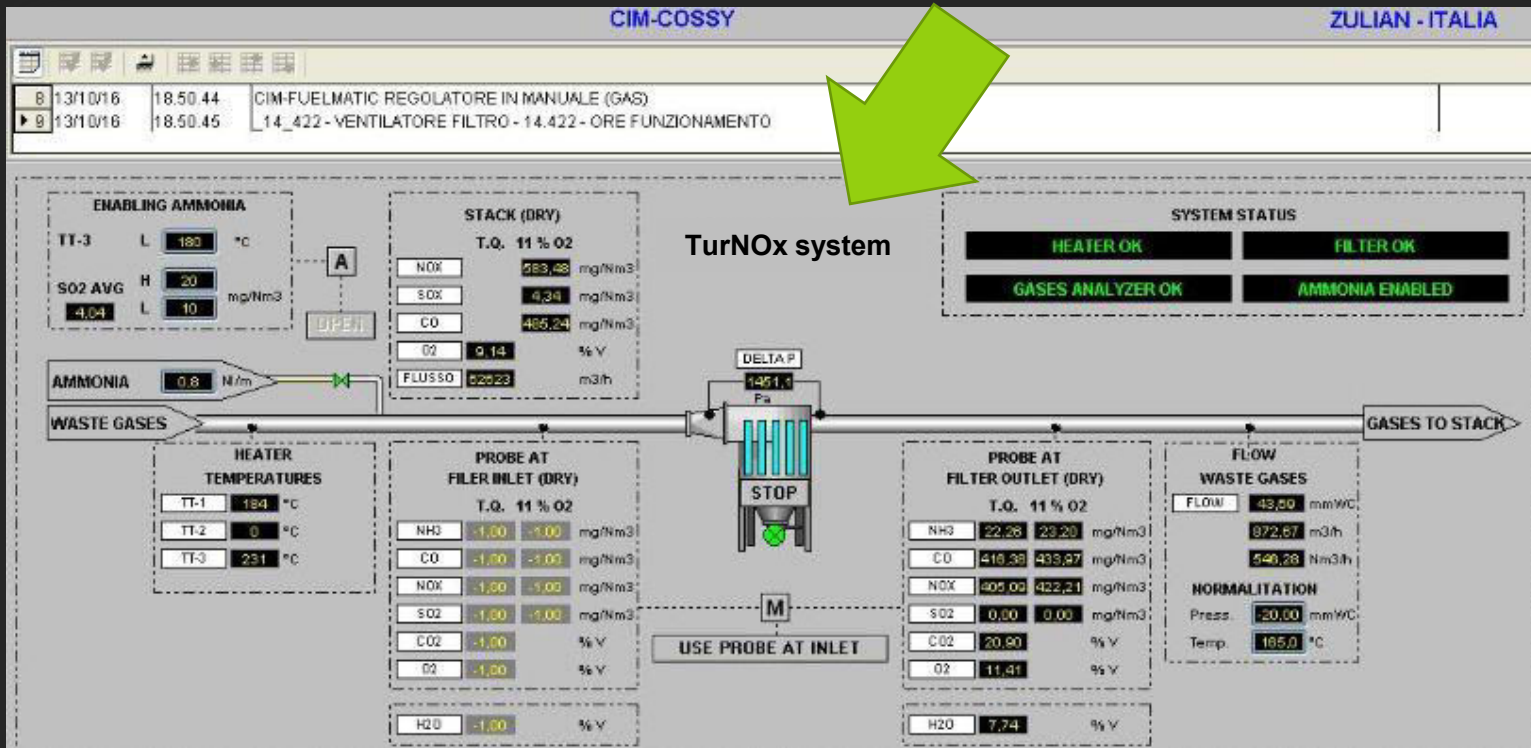 CIM-COSSY
ZULIAN - ITALIA
8 13/10/16 18.50.44 CIM-FUELMATIC REGOLATORE IN MANUALE (GAS)
9 13/10/16 18.50.45 _14_422 - VENTILATORE FILTRO - 14.422 - ORE FUNZIONAMENTO
ENABLING AMMONIA
TT-3 L 180 °C
SO2 AVG H 20
4,04 L 10 mg/Nm3
A
OPEN
STACK (DRY)
T.Q. 11 % O2
NOX 583,48 mg/Nm3
SOX 4,34 mg/Nm3
CO 465,24 mg/Nm3
O2 9,14 % V
FLUSSO 52523 m3/h
TurNOx system
SYSTEM STATUS
HEATER OK FILTER OK
GASES ANALYZER OK AMMONIA ENABLED
AMMONIA 0,8 Nl/m
WASTE GASES
DELTA P
1451,1
Pa
STOP
GASES TO STACK
HEATER
TEMPERATURES
TT-1 184 °C
TT-2 0 °C
TT-3 231 °C
PROBE AT
FILER INLET (DRY)
T.Q. 11 % O2
NH3 -1,00 -1,00 mg/Nm3
CO -1,00 -1,00 mg/Nm3
NOX -1,00 -1,00 mg/Nm3
SO2 -1,00 -1,00 mg/Nm3
CO2 -1,00 % V
O2 -1,00 % V
H2O -1,00 % V
M
USE PROBE AT INLET
PROBE AT
FILTER OUTLET (DRY)
T.Q. 11 % O2
NH3 22,26 23,20 mg/Nm3
CO 416,38 433,97 mg/Nm3
NOX 405,09 422,21 mg/Nm3
SO2 0,00 0,00 mg/Nm3
CO2 20,90 % V
O2 11,41 % V
H2O 7,74 % V
FLOW
WASTE GASES
FLOW 43,59 mmWC
872,67 m3/h
546,28 Nm3/h
NORMALITATION
Press. -20,00 mmWC
Temp. 165,0 °C